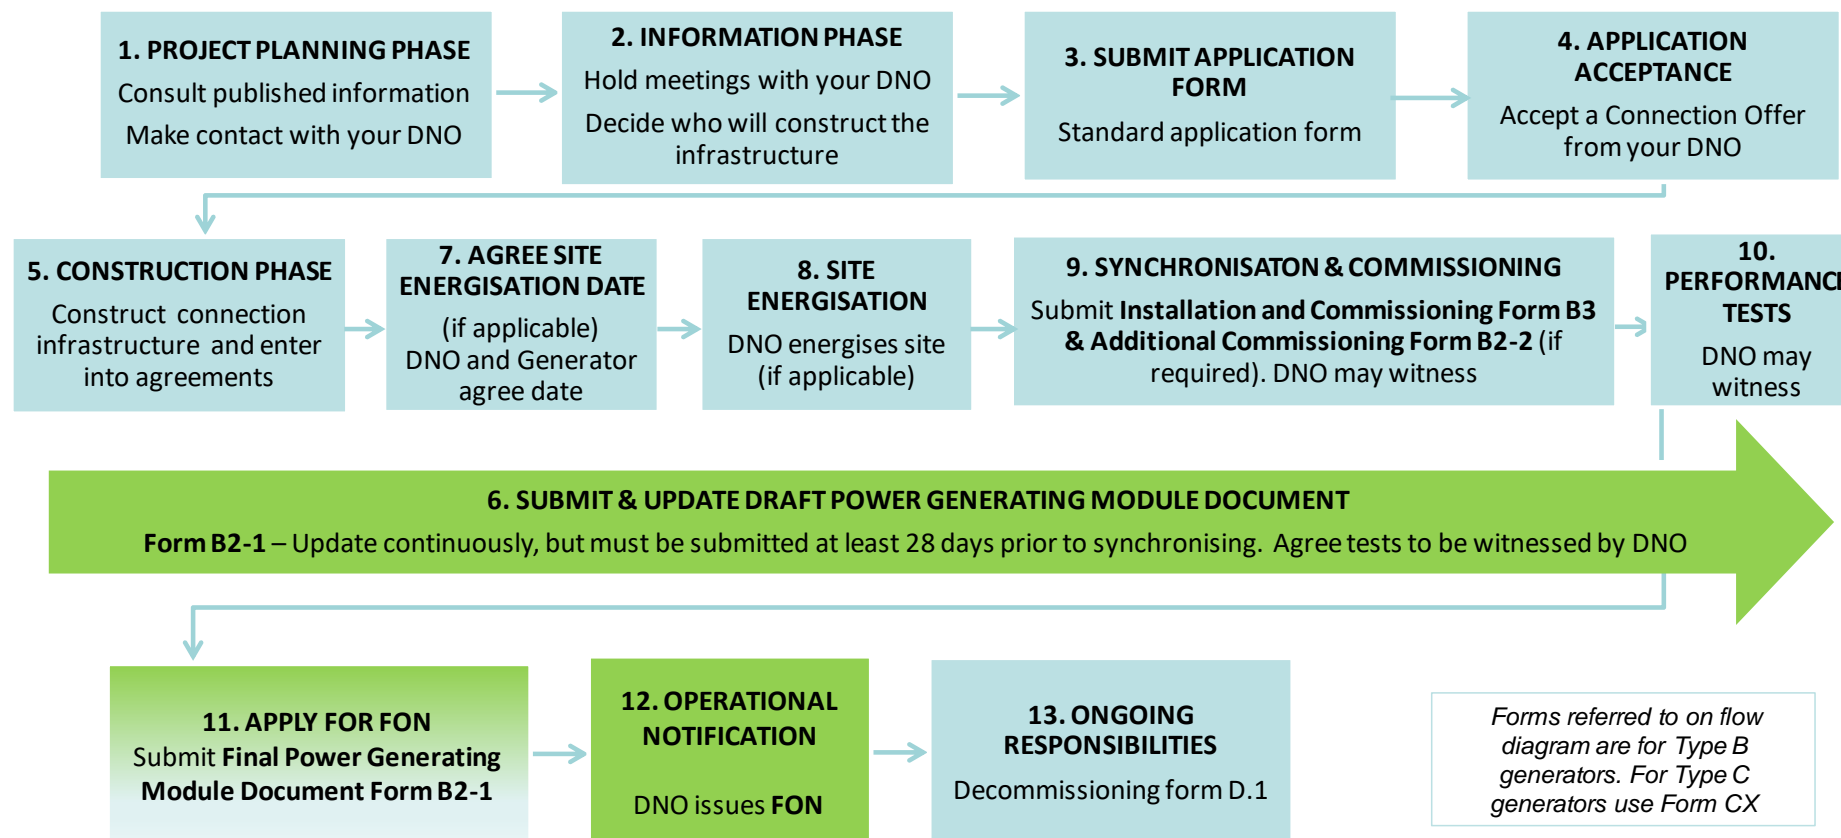 1. PROJECT PLANNING PHASE
Consult published information
Make contact with your DNO
2. INFORMATION PHASE
Hold meetings with your DNO
Decide who will construct the
infrastructure
3. SUBMIT APPLICATION
FORM
Standard application form
4. APPLICATION
ACCEPTANCE
Accept a Connection Offer
from your DNO
5. CONSTRUCTION PHASE
Construct connection
infrastructure and enter
into agreements
7. AGREE SITE
ENERGISATION DATE
(if applicable)
DNO and Generator
agree date
8. SITE
ENERGISATION
DNO energises site
(if applicable)
9. SYNCHRONISATON & COMMISSIONING
Submit Installation and Commissioning Form B3
& Additional Commissioning Form B2-2 (if
required). DNO may witness
10.
PERFORMANCE
TESTS
DNO may
witness
6. SUBMIT & UPDATE DRAFT POWER GENERATING MODULE DOCUMENT
Form B2-1 – Update continuously, but must be submitted at least 28 days prior to synchronising. Agree tests to be witnessed by DNO
11. APPLY FOR FON
Submit Final Power Generating
Module Document Form B2-1
12. OPERATIONAL
NOTIFICATION
DNO issues FON
13. ONGOING
RESPONSIBILITIES
Decommissioning form D.1
Forms referred to on flow
diagram are for Type B
generators. For Type C
generators use Form CX